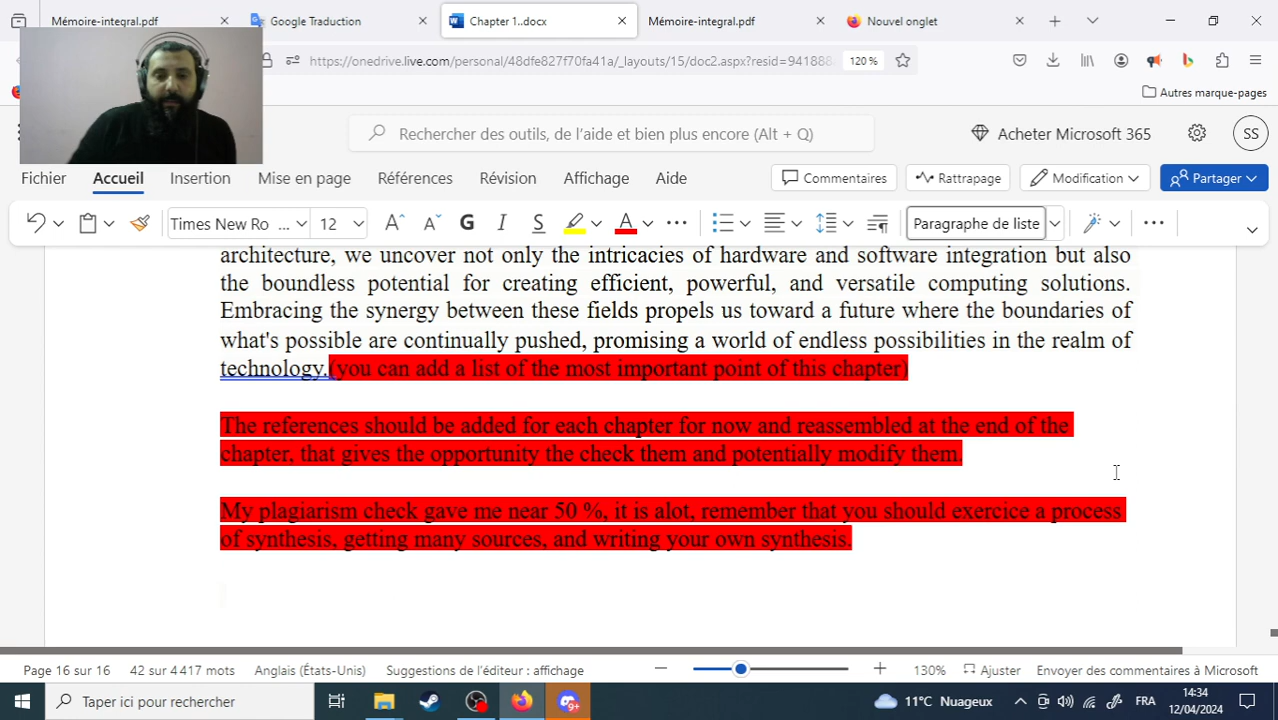 Mémoire-integral.pdf
Google Traduction
Chapter 1..docx
Mémoire-integral.pdf
Nouvel onglet
https://onedrive.live.com/personal/48dfe827f70fa41a/_layouts/15/doc2.aspx?resid=941888
120 %
Autres marque-pages
Rechercher des outils, de l'aide et bien plus encore (Alt + Q)
Acheter Microsoft 365
SS
Fichier
Accueil
Insertion
Mise en page
Références
Révision
Affichage
Aide
Commentaires
Rattrapage
Modification
Partager
Times New Ro ...
12
G
I
S
Paragraphe de liste
architecture, we uncover not only the intricacies of hardware and software integration but also
the boundless potential for creating efficient, powerful, and versatile computing solutions.
Embracing the synergy between these fields propels us toward a future where the boundaries of
what's possible are continually pushed, promising a world of endless possibilities in the realm of
technology.(you can add a list of the most important point of this chapter)
The references should be added for each chapter for now and reassembled at the end of the
chapter, that gives the opportunity the check them and potentially modify them.
My plagiarism check gave me near 50 %, it is alot, remember that you should exercice a process
of synthesis, getting many sources, and writing your own synthesis.
Page 16 sur 16
42 sur 4 417 mots
Anglais (États-Unis)
Suggestions de l'éditeur : affichage
130%
Ajuster
Envoyer des commentaires à Microsoft
Taper ici pour rechercher
9+
11°C Nuageux
FRA
14:34
12/04/2024